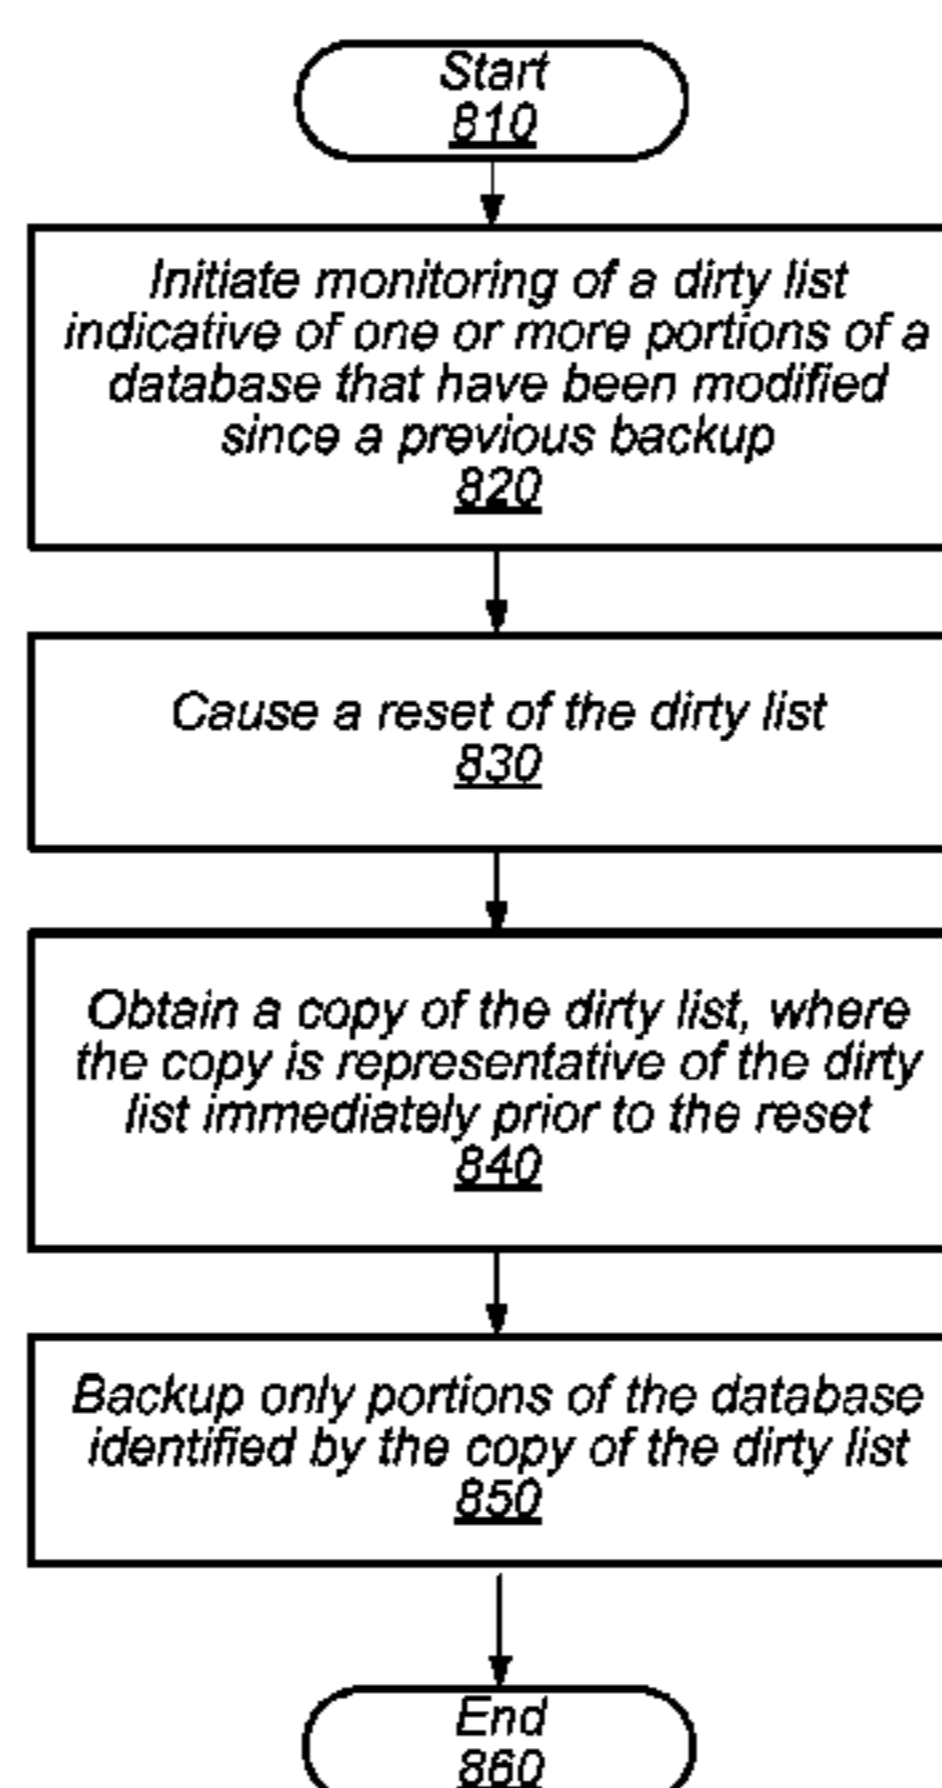 Start
810
Initiate monitoring of a dirty list
indicative of one or more portions of a
database that have been modified
since a previous backup
820
Cause a reset of the dirty list
830
Obtain a copy of the dirty list, where
the copy is representative of the dirty
list immediately prior to the reset
840
Backup only portions of the database
identified by the copy of the dirty list
850
End
860